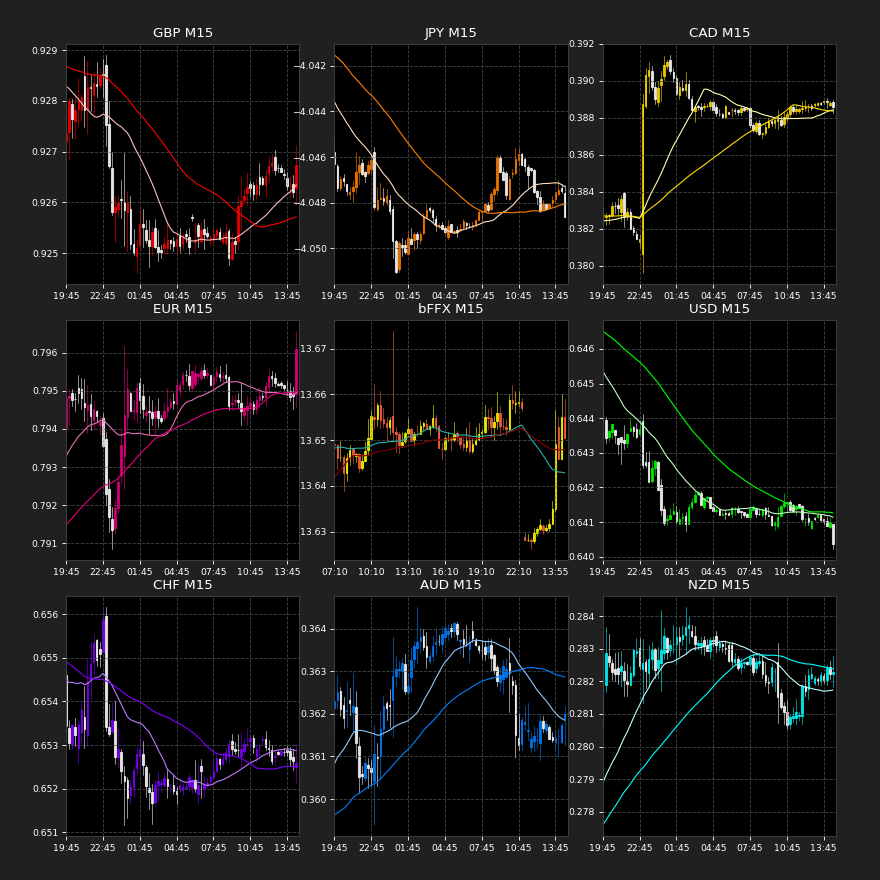 GBP M15
0.929
0.928
0.927
0.926
0.925
19:45 22:45 01:45 04:45 07:45 10:45 13:45
JPY M15
−4.042
−4.044
−4.046
−4.048
−4.050
19:45 22:45 01:45 04:45 07:45 10:45 13:45
CAD M15
0.392
0.390
0.388
0.386
0.384
0.382
0.380
19:45 22:45 01:45 04:45 07:45 10:45 13:45
EUR M15
0.796
0.795
0.794
0.793
0.792
0.791
19:45 22:45 01:45 04:45 07:45 10:45 13:45
bFFX M15
13.67
13.66
13.65
13.64
13.63
07:10 10:10 13:10 16:10 19:10 22:10 13:55
USD M15
0.646
0.645
0.644
0.643
0.642
0.641
0.640
19:45 22:45 01:45 04:45 07:45 10:45 13:45
CHF M15
0.656
0.655
0.654
0.653
0.652
0.651
19:45 22:45 01:45 04:45 07:45 10:45 13:45
AUD M15
0.364
0.363
0.362
0.361
0.360
19:45 22:45 01:45 04:45 07:45 10:45 13:45
NZD M15
0.284
0.283
0.282
0.281
0.280
0.279
0.278
19:45 22:45 01:45 04:45 07:45 10:45 13:45